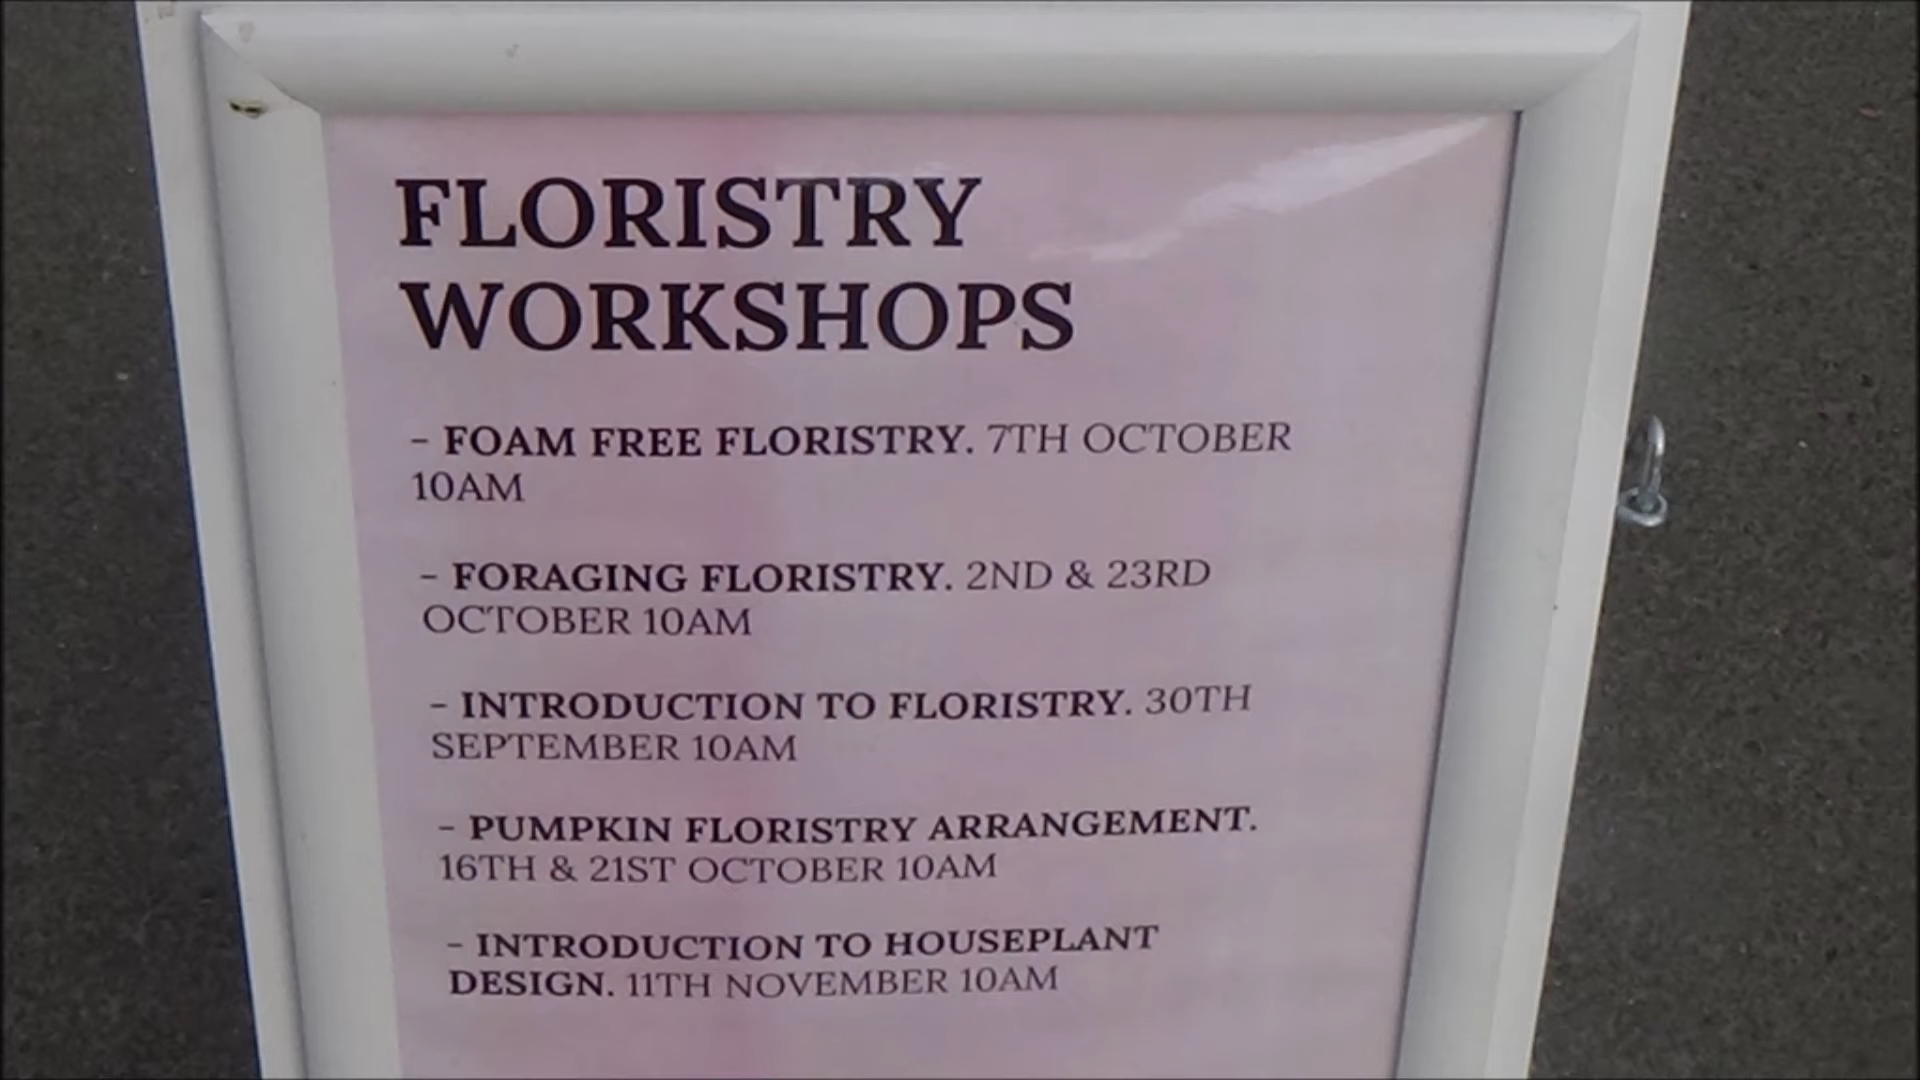 FLORISTRY
WORKSHOPS
- FOAM FREE FLORISTRY. 7TH OCTOBER
10AM
- FORAGING FLORISTRY. 2ND & 23RD
OCTOBER 10AM
- INTRODUCTION TO FLORISTRY. 30TH
SEPTEMBER 10AM
- PUMPKIN FLORISTRY ARRANGEMENT.
16TH & 21ST OCTOBER 10AM
- INTRODUCTION TO HOUSEPLANT
DESIGN. 11TH NOVEMBER 10AM